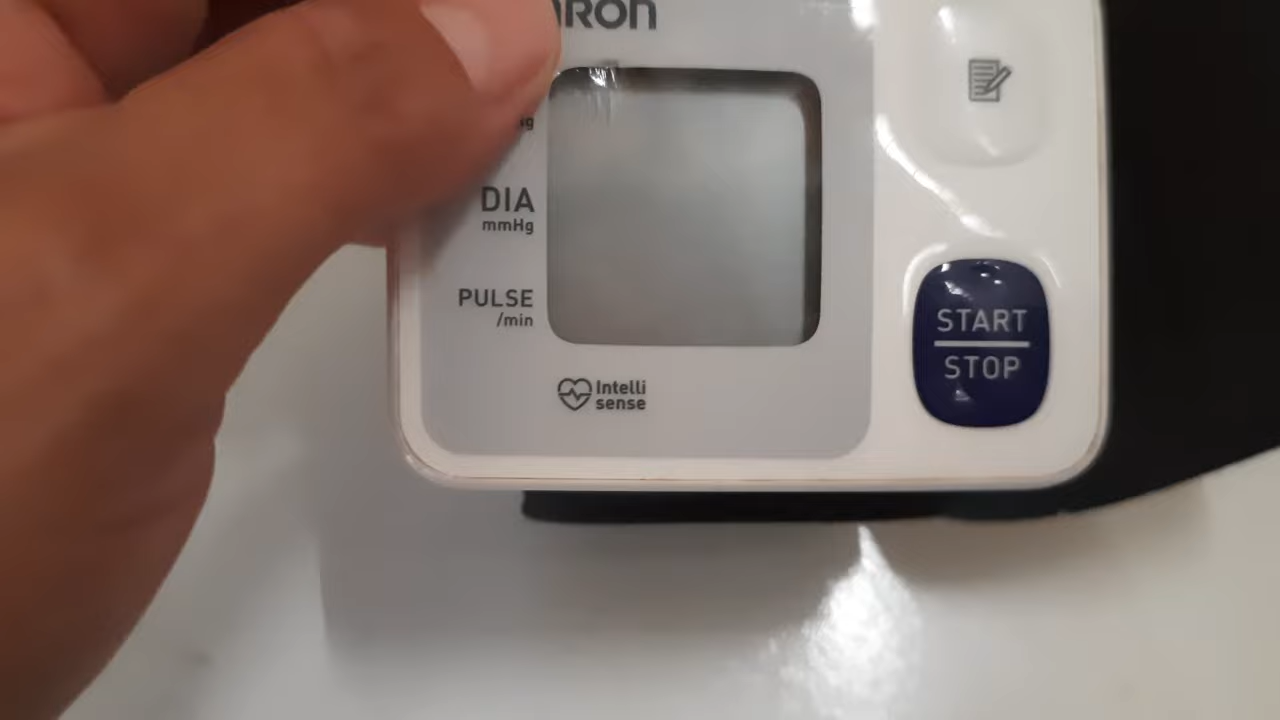 DIA
mmHg
PULSE
/min
Intelli
sense
START
STOP